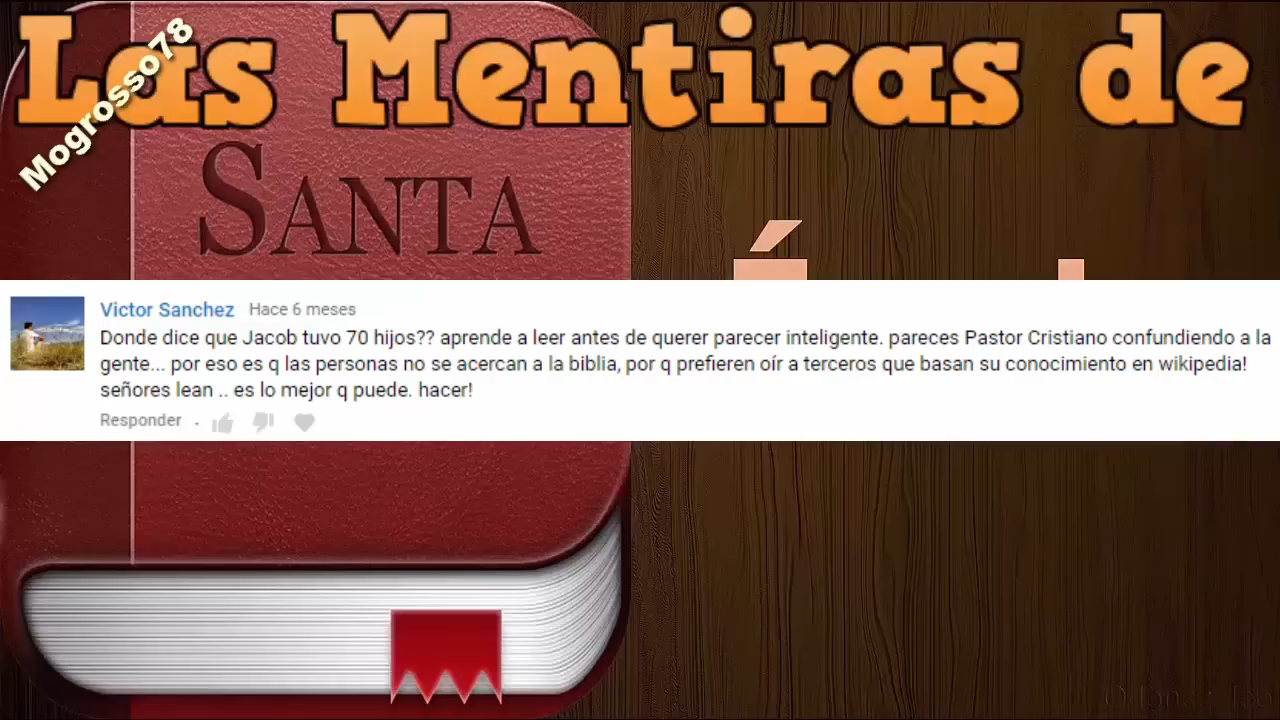 Las Mentiras de
Mogrosso78
SANTA
Victor Sanchez Hace 6 meses
Donde dice que Jacob tuvo 70 hijos?? aprende a leer antes de querer parecer inteligente. pareces Pastor Cristiano confundiendo a la
gente... por eso es q las personas no se acercan a la biblia, por q prefieren oír a terceros que basan su conocimiento en wikipedia!
señores lean .. es lo mejor q puede. hacer!
Responder .